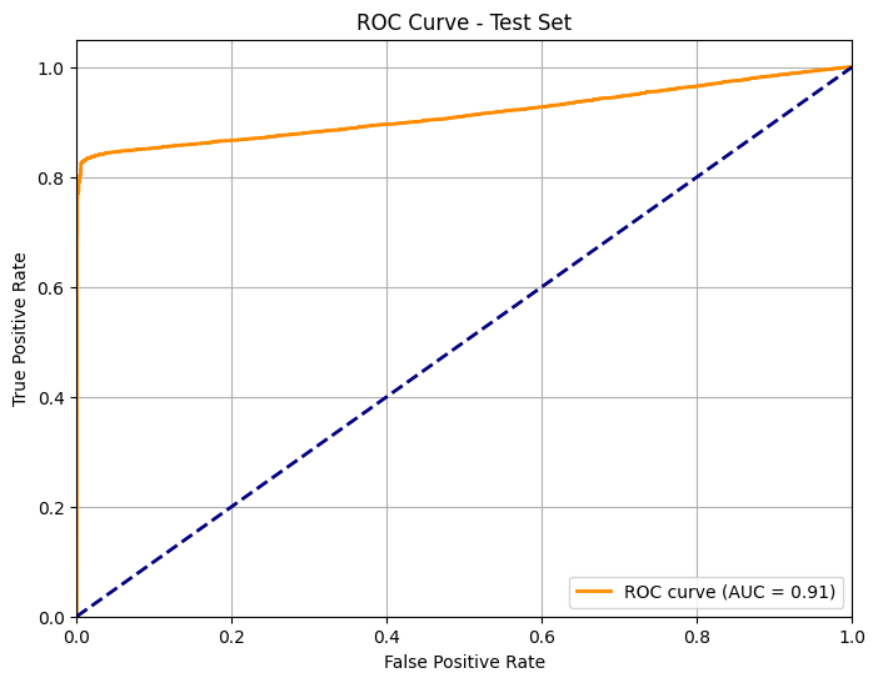 ROC Curve - Test Set
True Positive Rate
1.0
0.8
0.6
0.4
0.2
0.0
ROC curve (AUC = 0.91)
0.0 0.2 0.4 0.6 0.8 1.0
False Positive Rate